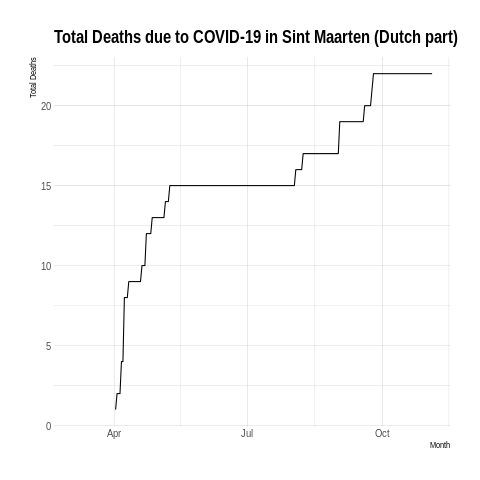 Total Deaths due to COVID-19 in Sint Maarten (Dutch part)
Total Deaths
20
15
10
5
0
Apr Jul Oct
Month